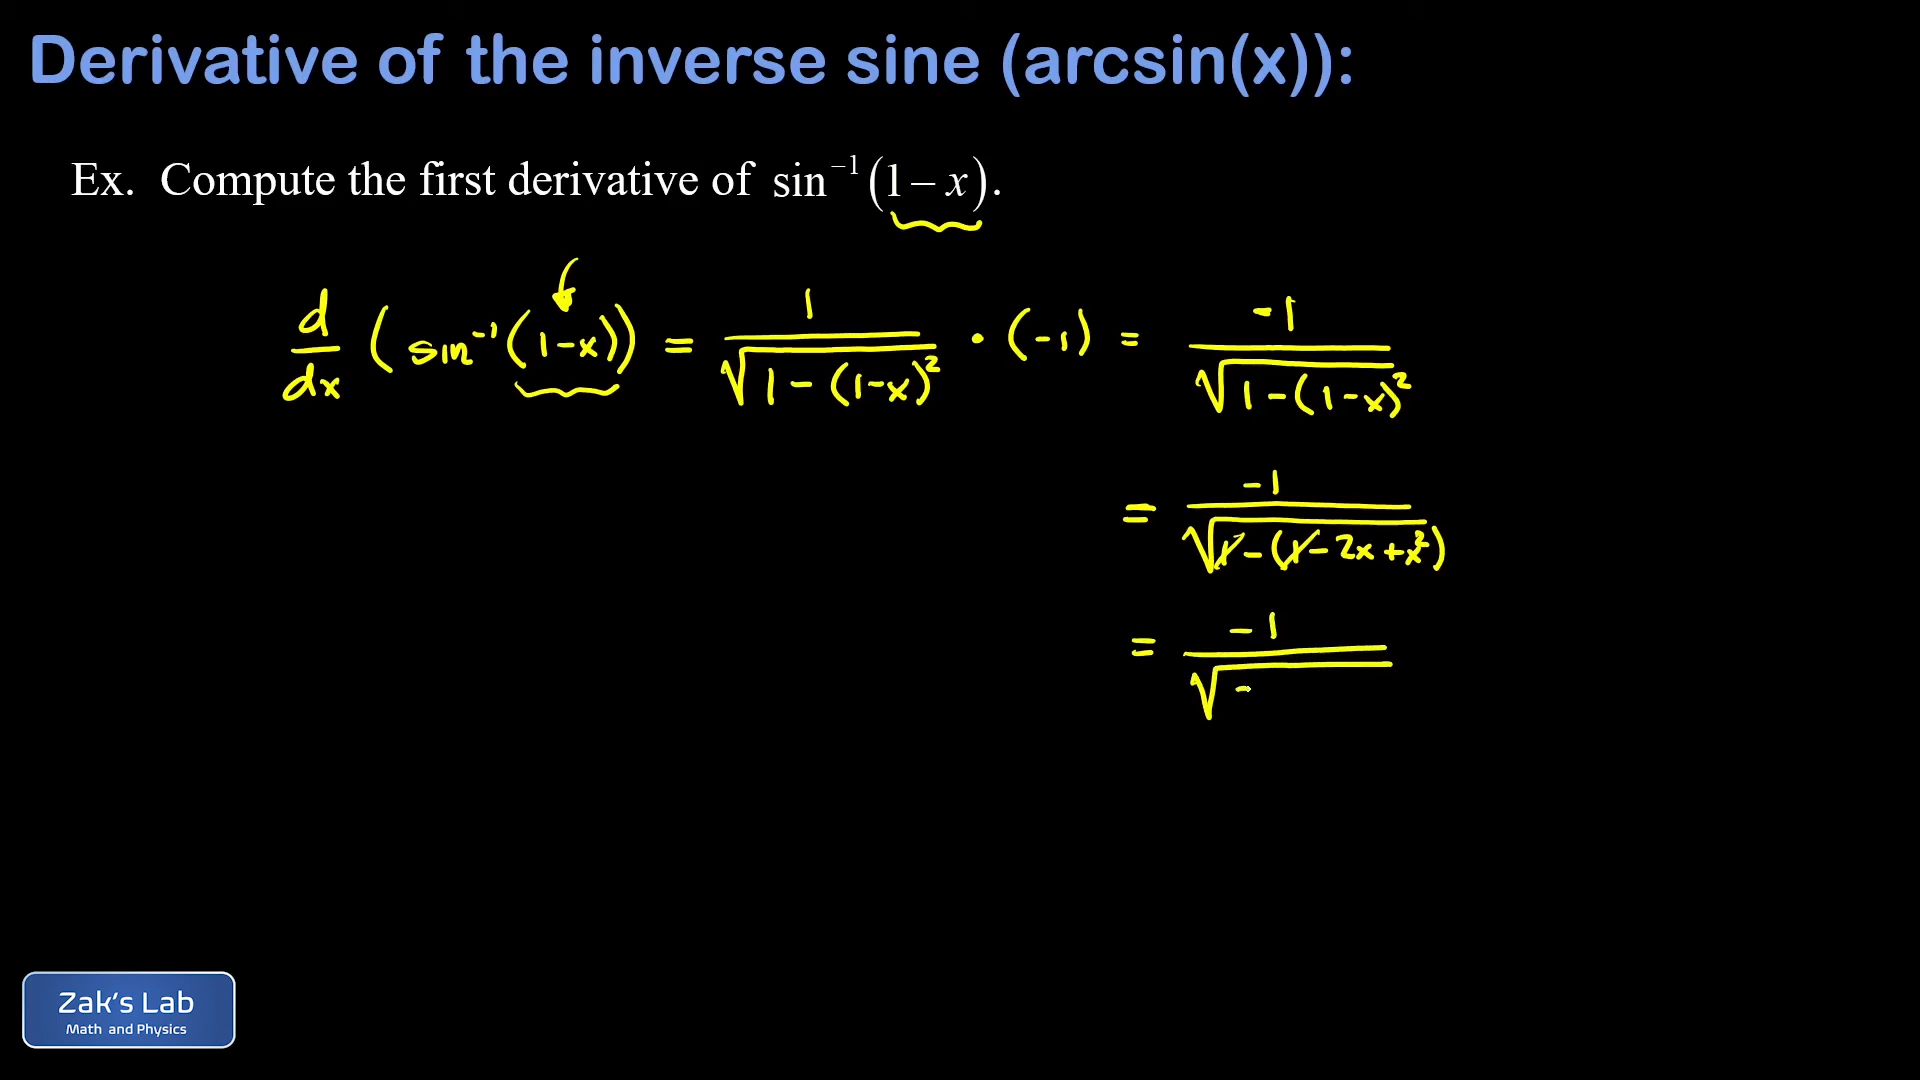 Derivative of the inverse sine (arcsin(x)):
Ex. Compute the first derivative of sin⁻¹(1 − x).
d/dx (sin⁻¹(1-x)) = 1/√(1-(1-x)²) · (-1) = -1/√(1-(1-x)²)
= -1/√(1-(1-2x+x²))
= -1/√(-
Zak's Lab
Math and Physics